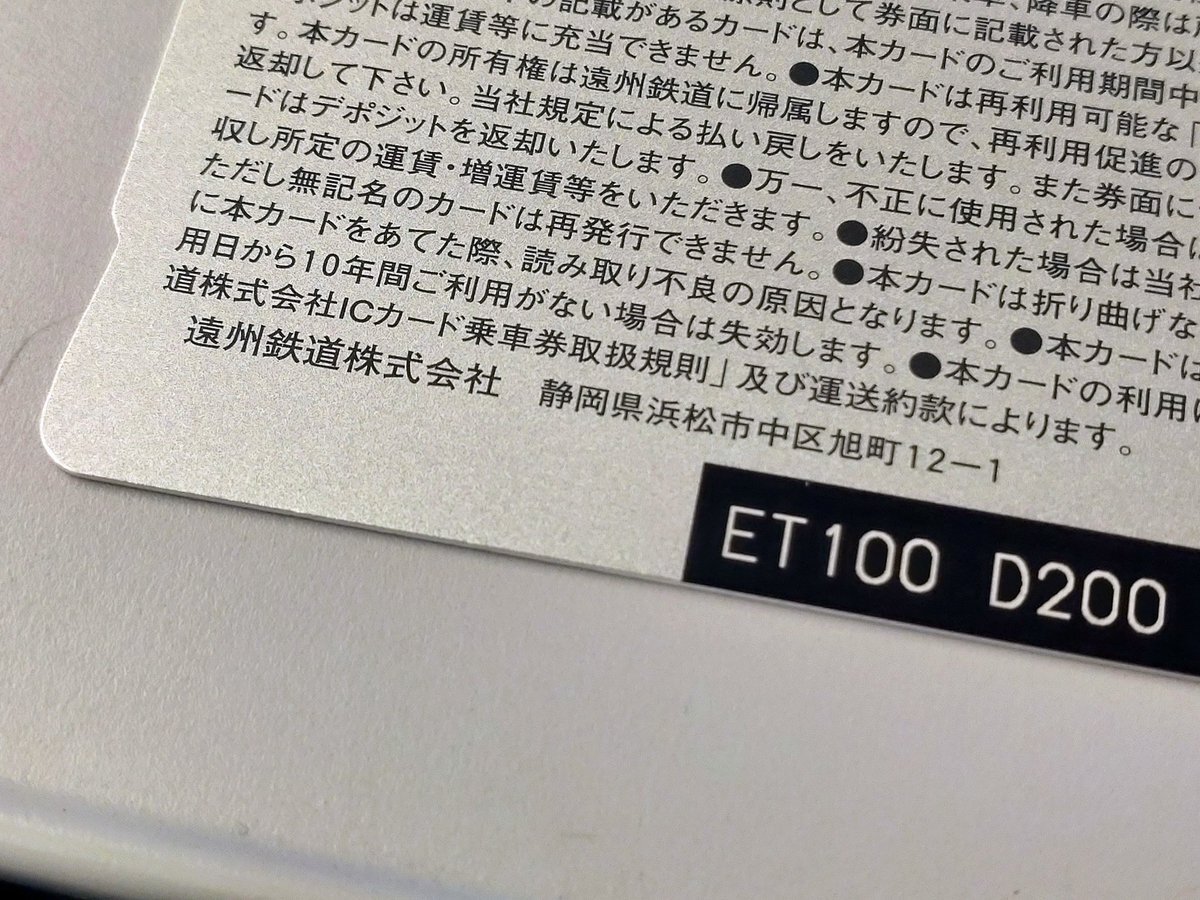 則として券面に記載された方以
の記載があるカードは、本カードのご利用期間中
ポジットは運賃等に充当できません。●本カードは再利用可能な「
す。本カードの所有権は遠州鉄道に帰属しますので、再利用促進の
返却して下さい。当社規定による払い戻しをいたします。また券面に
ードはデポジットを返却いたします。●万一、不正に使用された場合は
収し所定の運賃・増運賃等をいただきます。●紛失された場合は当社
ただし無記名のカードは再発行できません。●本カードは折り曲げな
に本カードをあてた際、読み取り不良の原因となります。●本カードは
用日から10年間ご利用がない場合は失効します。●本カードの利用は
道株式会社ICカード乗車券取扱規則」及び運送約款によります。
遠州鉄道株式会社 静岡県浜松市中区旭町12−1
ET100 D200